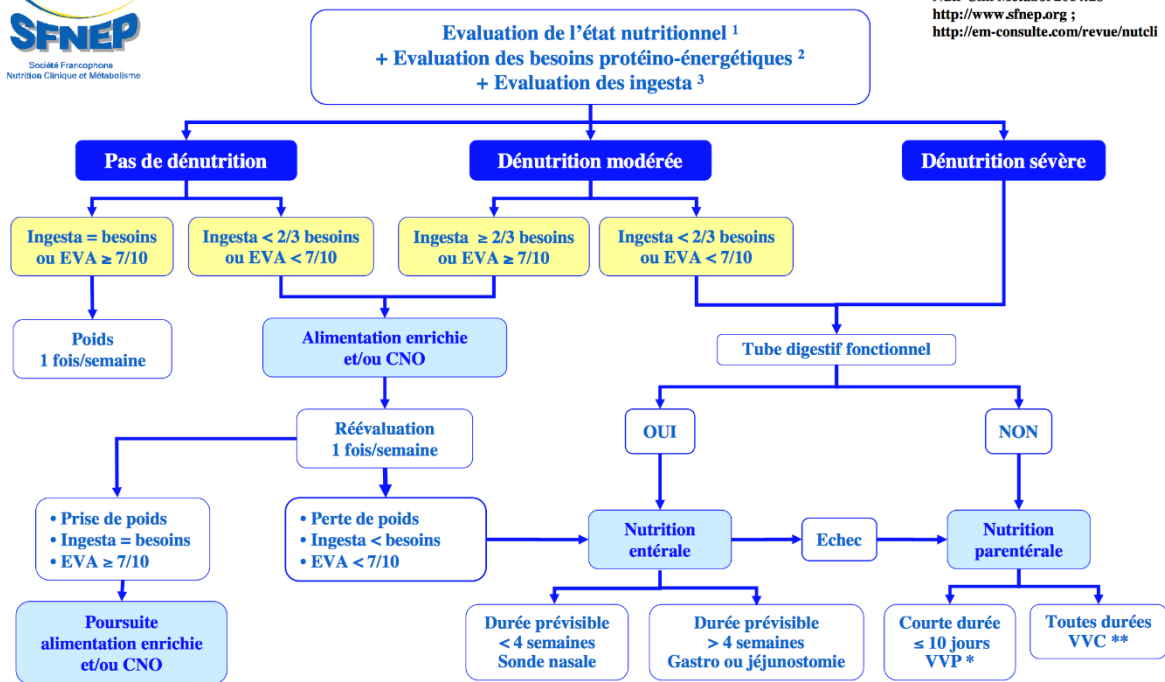 SFNEP
Société Francophone
Nutrition Clinique et Métabolisme
http://www.sfnep.org ;
http://em-consulte.com/revue/nutcli
Evaluation de l’état nutritionnel ¹
+ Evaluation des besoins protéino-énergétiques ²
+ Evaluation des ingesta ³
Pas de dénutrition
Dénutrition modérée
Dénutrition sévère
Ingesta = besoins
ou EVA ≥ 7/10
Ingesta < 2/3 besoins
ou EVA < 7/10
Ingesta ≥ 2/3 besoins
ou EVA ≥ 7/10
Ingesta < 2/3 besoins
ou EVA < 7/10
Poids
1 fois/semaine
Alimentation enrichie
et/ou CNO
Tube digestif fonctionnel
Réévaluation
1 fois/semaine
OUI
NON
• Prise de poids
• Ingesta = besoins
• EVA ≥ 7/10
• Perte de poids
• Ingesta < besoins
• EVA < 7/10
Nutrition
entérale
Echec
Nutrition
parentérale
Poursuite
alimentation enrichie
et/ou CNO
Durée prévisible
< 4 semaines
Sonde nasale
Durée prévisible
> 4 semaines
Gastro ou jéjunostomie
Courte durée
≤ 10 jours
VVP *
Toutes durées
VVC **